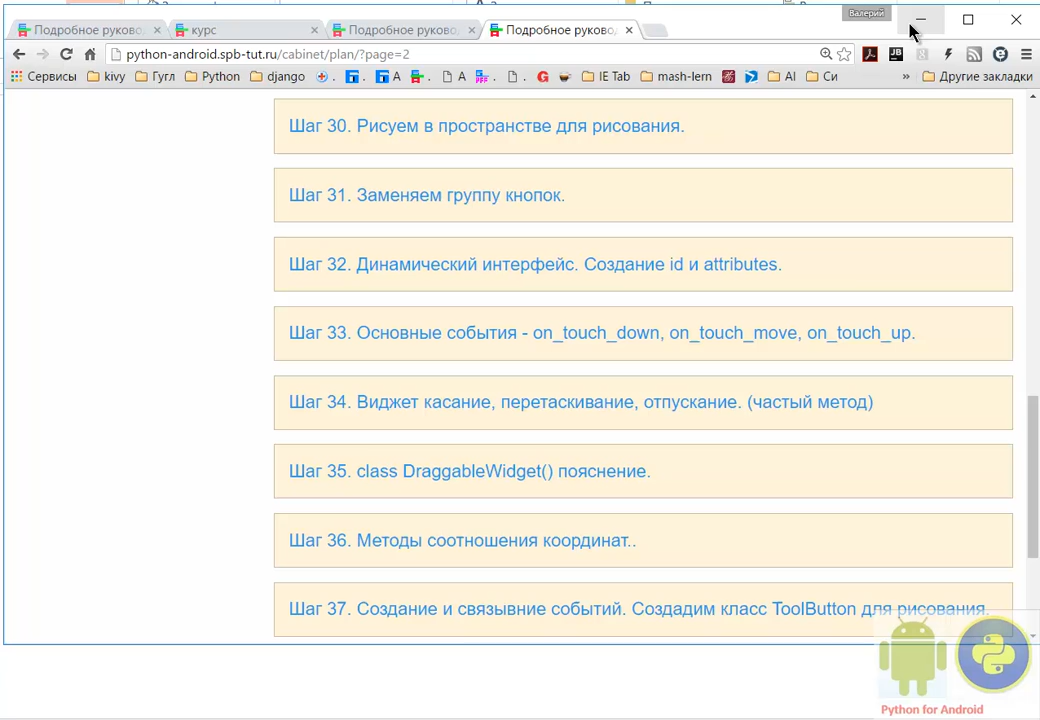 Валерий
Подробное руково
курс
Подробное руково
Подробное руково
python-android.spb-tut.ru/cabinet/plan/?page=2
Сервисы kivy Гугл Python django . . A . A . . G IE Tab mash-lern AI Си » Другие закладки
Шаг 30. Рисуем в пространстве для рисования.
Шаг 31. Заменяем группу кнопок.
Шаг 32. Динамический интерфейс. Создание id и attributes.
Шаг 33. Основные события - on_touch_down, on_touch_move, on_touch_up.
Шаг 34. Виджет касание, перетаскивание, отпускание. (частый метод)
Шаг 35. class DraggableWidget() пояснение.
Шаг 36. Методы соотношения координат..
Шаг 37. Создание и связывние событий. Создадим класс ToolButton для рисования.
Python for Android